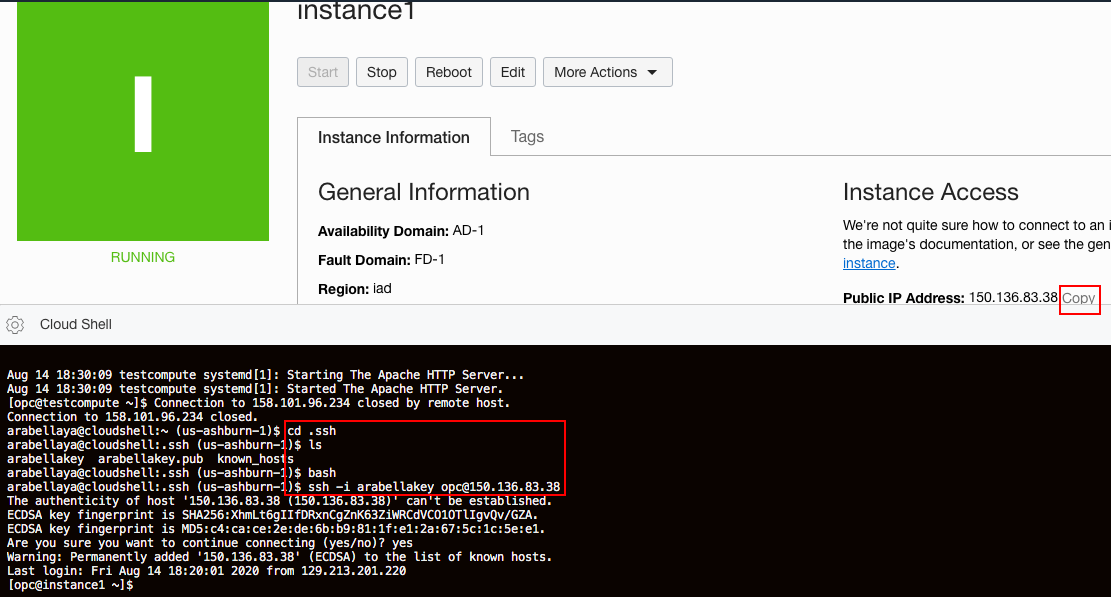 instance1
I
Start Stop Reboot Edit More Actions
Instance Information Tags
General Information
Availability Domain: AD-1
Fault Domain: FD-1
Region: iad
RUNNING
Instance Access
We're not quite sure how to connect to an i
the image's documentation, or see the gen
instance.
Public IP Address: 150.136.83.38 Copy
Cloud Shell
Aug 14 18:30:09 testcompute systemd[1]: Starting The Apache HTTP Server...
Aug 14 18:30:09 testcompute systemd[1]: Started The Apache HTTP Server.
[opc@testcompute ~]$ Connection to 158.101.96.234 closed by remote host.
Connection to 158.101.96.234 closed.
arabellaya@cloudshell:~ (us-ashburn-1)$ cd .ssh
arabellaya@cloudshell:.ssh (us-ashburn-1)$ ls
arabellakey  arabellakey.pub  known_hosts
arabellaya@cloudshell:.ssh (us-ashburn-1)$ bash
arabellaya@cloudshell:.ssh (us-ashburn-1)$ ssh -i arabellakey opc@150.136.83.38
The authenticity of host '150.136.83.38 (150.136.83.38)' can't be established.
ECDSA key fingerprint is SHA256:XhmLt6gIIfDRxnCgZnK63ZiWRCdVCO1OTlIgvQv/GZA.
ECDSA key fingerprint is MD5:c4:ca:ce:2e:de:6b:b9:81:1f:e1:2a:67:5c:1c:5e:e1.
Are you sure you want to continue connecting (yes/no)? yes
Warning: Permanently added '150.136.83.38' (ECDSA) to the list of known hosts.
Last login: Fri Aug 14 18:20:01 2020 from 129.213.201.220
[opc@instance1 ~]$